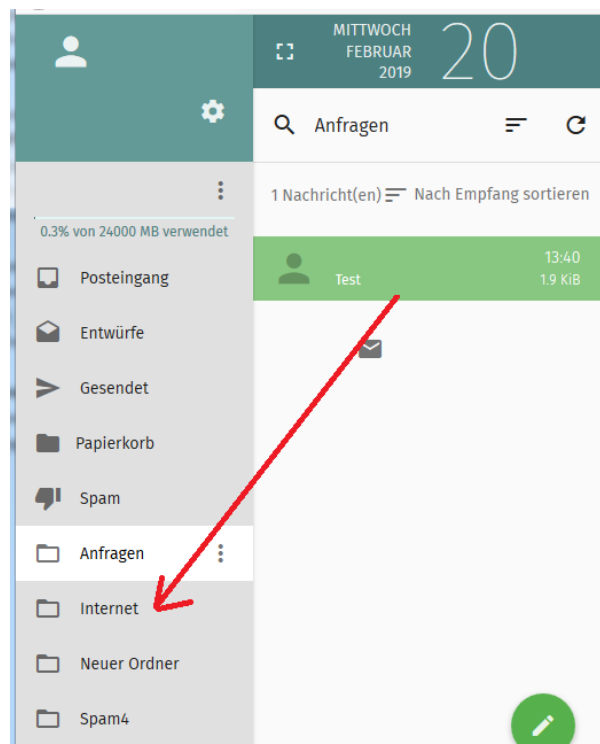 MITTWOCH
FEBRUAR
2019
20
Anfragen
1 Nachricht(en) Nach Empfang sortieren
0.3% von 24000 MB verwendet
Test
13:40
1.9 KiB
Posteingang
Entwürfe
Gesendet
Papierkorb
Spam
Anfragen
Internet
Neuer Ordner
Spam4